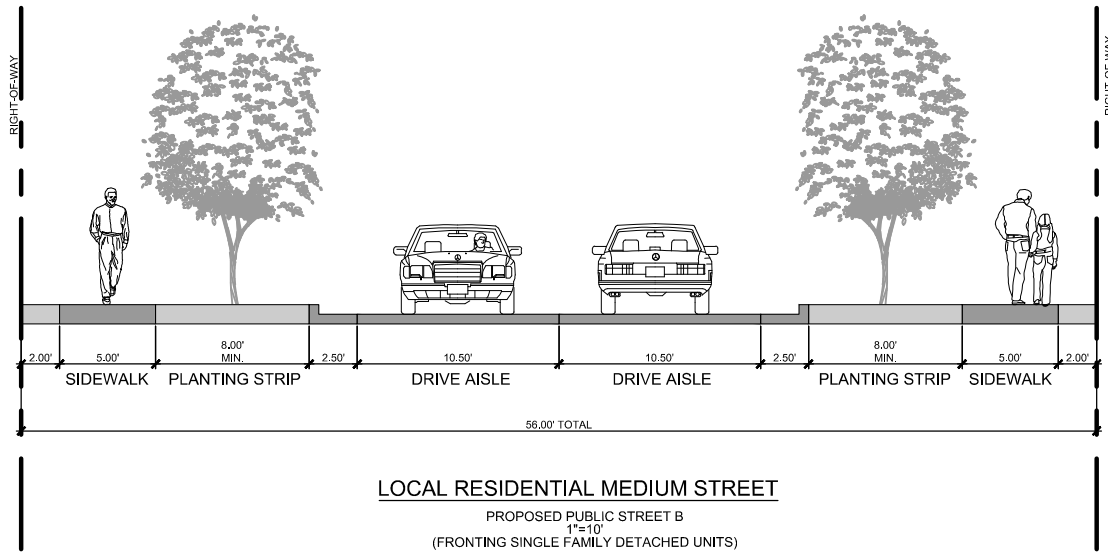 RIGHT-OF-WAY
RIGHT-OF-WAY
2.00'
5.00'
8.00'
MIN.
2.50'
10.50'
10.50'
2.50'
8.00'
MIN.
5.00'
2.00'
SIDEWALK
PLANTING STRIP
DRIVE AISLE
DRIVE AISLE
PLANTING STRIP
SIDEWALK
56.00' TOTAL
LOCAL RESIDENTIAL MEDIUM STREET
PROPOSED PUBLIC STREET B
1"=10'
(FRONTING SINGLE FAMILY DETACHED UNITS)